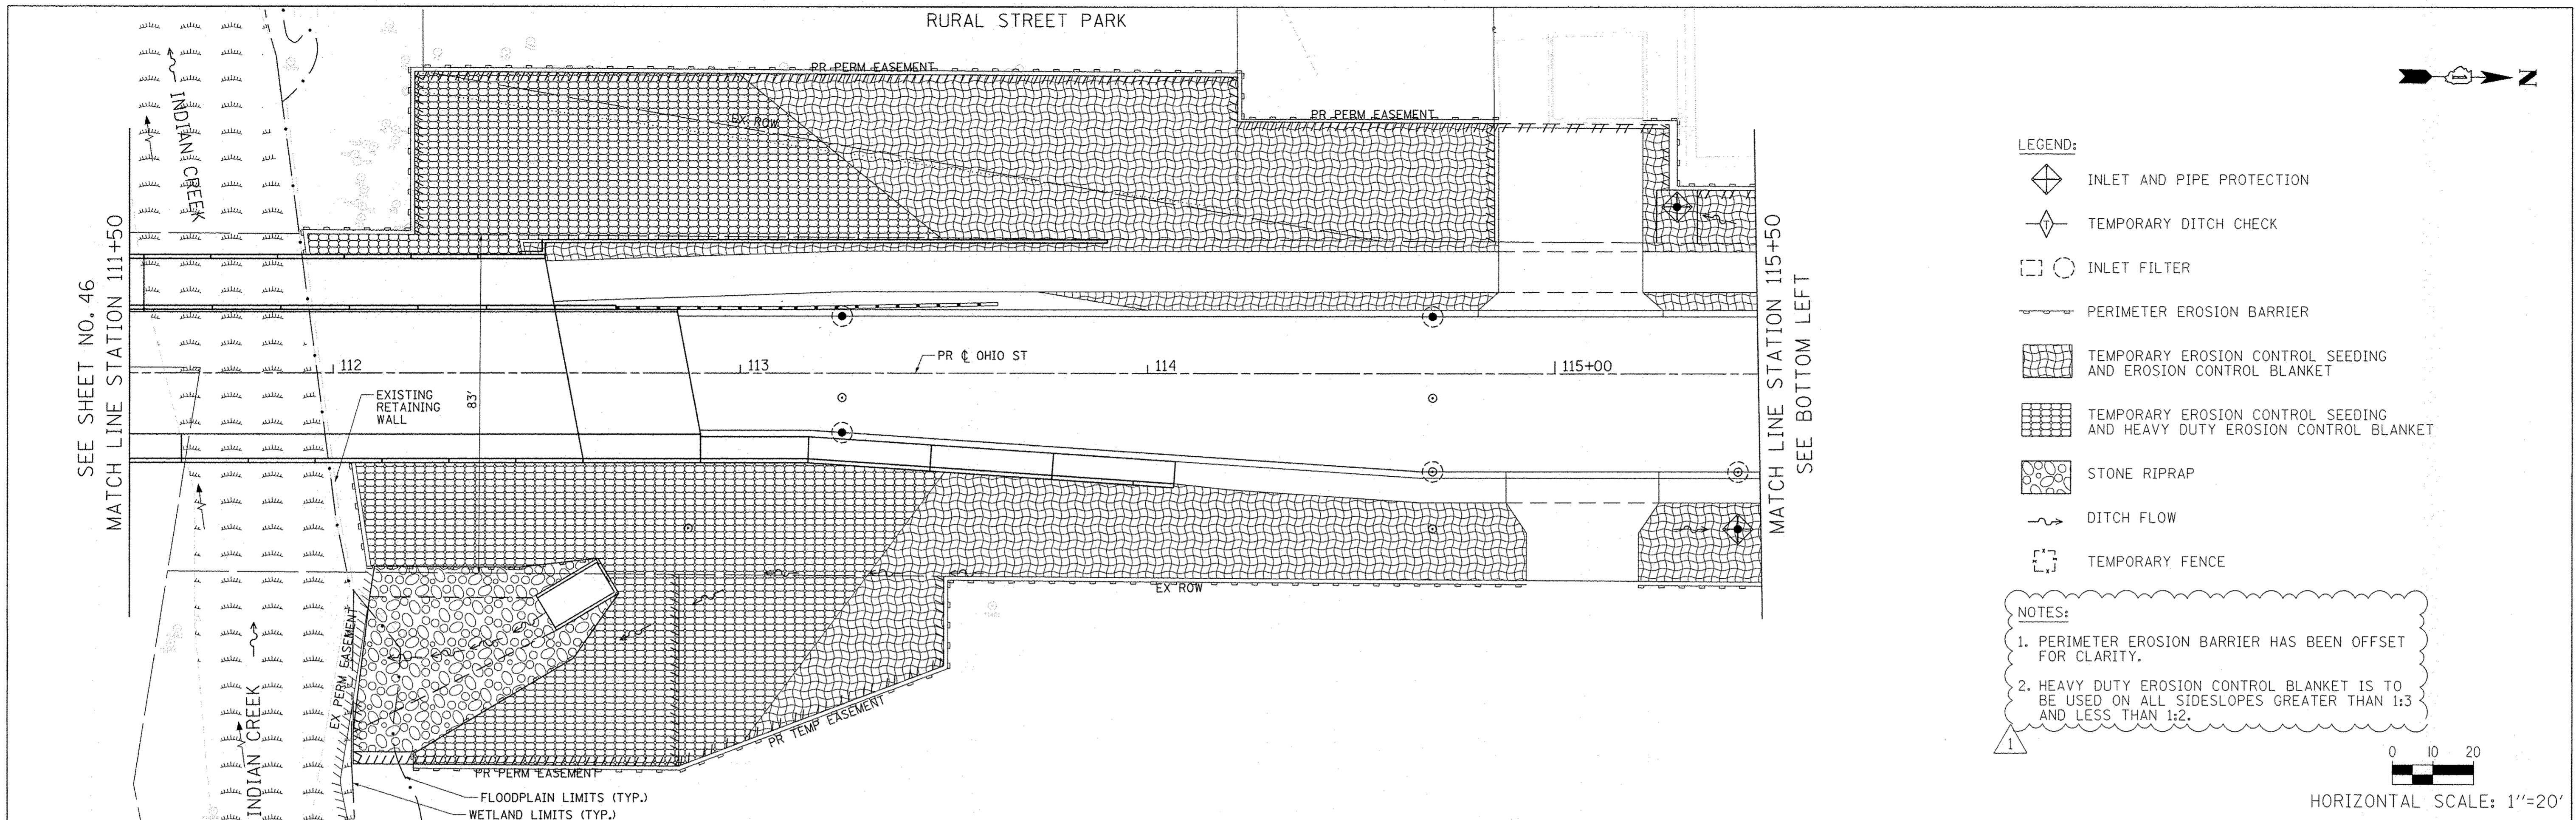 RURAL STREET PARK
PR PERM EASEMENT
PR PERM EASEMENT
EX ROW
INDIAN CREEK
N
SEE SHEET NO. 46
MATCH LINE STATION 111+50
112
113
114
115+00
PR ℄ OHIO ST
EXISTING
RETAINING
WALL
83'
MATCH LINE STATION 115+50
SEE BOTTOM LEFT
EX ROW
EX PERM EASEMENT
PR TEMP EASEMENT
PR PERM EASEMENT
INDIAN CREEK
FLOODPLAIN LIMITS (TYP.)
WETLAND LIMITS (TYP.)
LEGEND:
INLET AND PIPE PROTECTION
T
TEMPORARY DITCH CHECK
INLET FILTER
PERIMETER EROSION BARRIER
TEMPORARY EROSION CONTROL SEEDING
AND EROSION CONTROL BLANKET
TEMPORARY EROSION CONTROL SEEDING
AND HEAVY DUTY EROSION CONTROL BLANKET
STONE RIPRAP
DITCH FLOW
TEMPORARY FENCE
NOTES:
1. PERIMETER EROSION BARRIER HAS BEEN OFFSET
FOR CLARITY.
2. HEAVY DUTY EROSION CONTROL BLANKET IS TO
BE USED ON ALL SIDESLOPES GREATER THAN 1:3
AND LESS THAN 1:2.
1
0 10 20
HORIZONTAL SCALE: 1"=20'